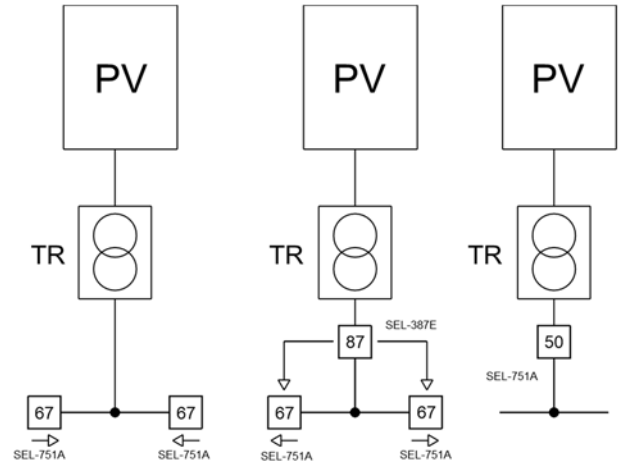 PV PV PV
TR TR TR
SEL-387E
87 50
SEL-751A
67 67 67 67
SEL-751A SEL-751A SEL-751A SEL-751A